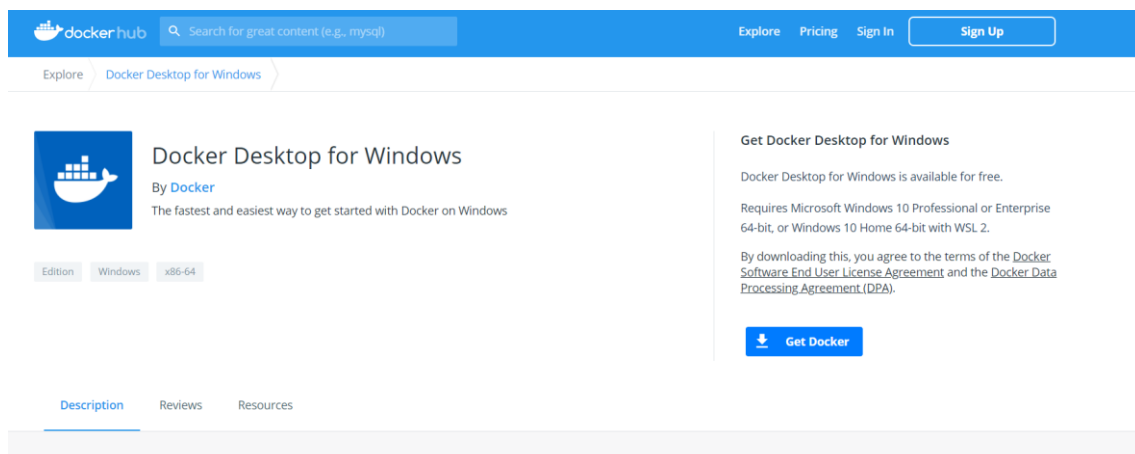 dockerhub
Search for great content (e.g., mysql)
Explore Pricing Sign In Sign Up
Explore Docker Desktop for Windows
Docker Desktop for Windows
By Docker
The fastest and easiest way to get started with Docker on Windows
Edition Windows x86-64
Get Docker Desktop for Windows
Docker Desktop for Windows is available for free.
Requires Microsoft Windows 10 Professional or Enterprise
64-bit, or Windows 10 Home 64-bit with WSL 2.
By downloading this, you agree to the terms of the Docker
Software End User License Agreement and the Docker Data
Processing Agreement (DPA).
Get Docker
Description Reviews Resources